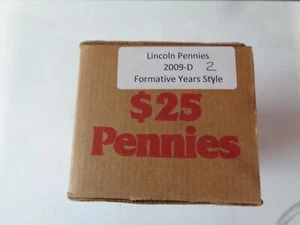 Lincoln Pennies
2009-D 2
Formative Years Style
$25
Pennies